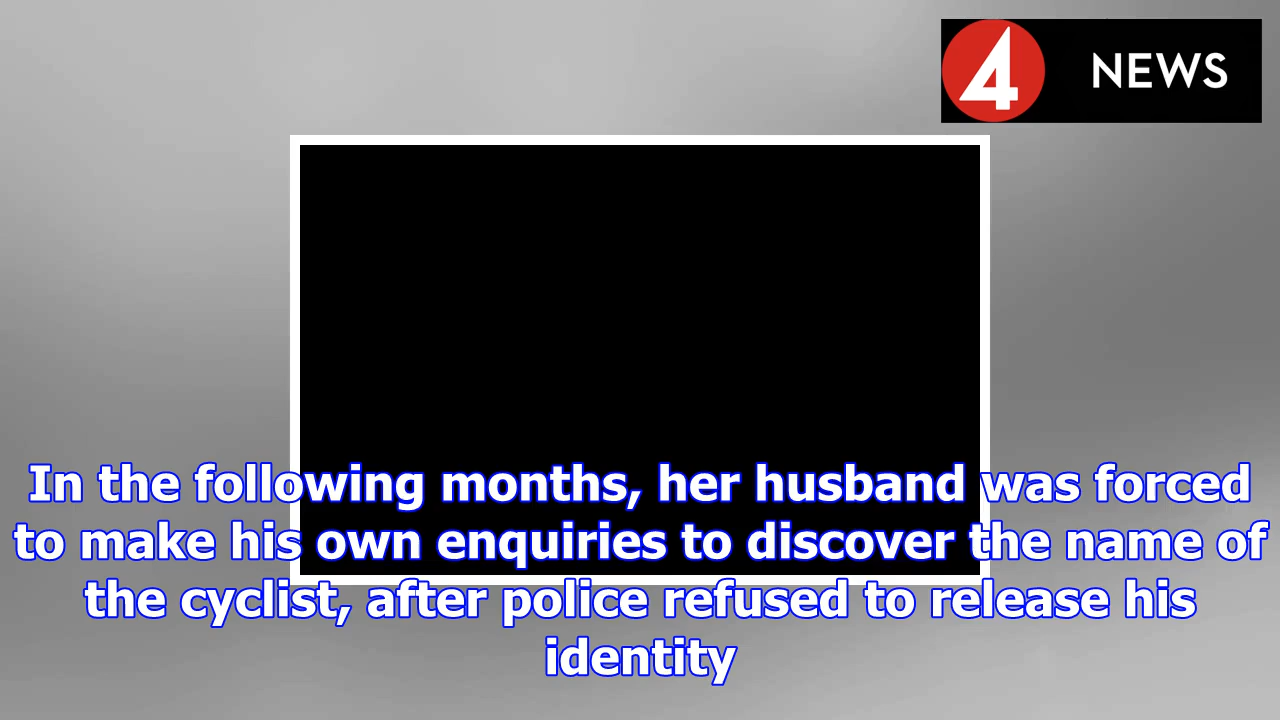 4 NEWS
In the following months, her husband was forced
to make his own enquiries to discover the name of
the cyclist, after police refused to release his
identity